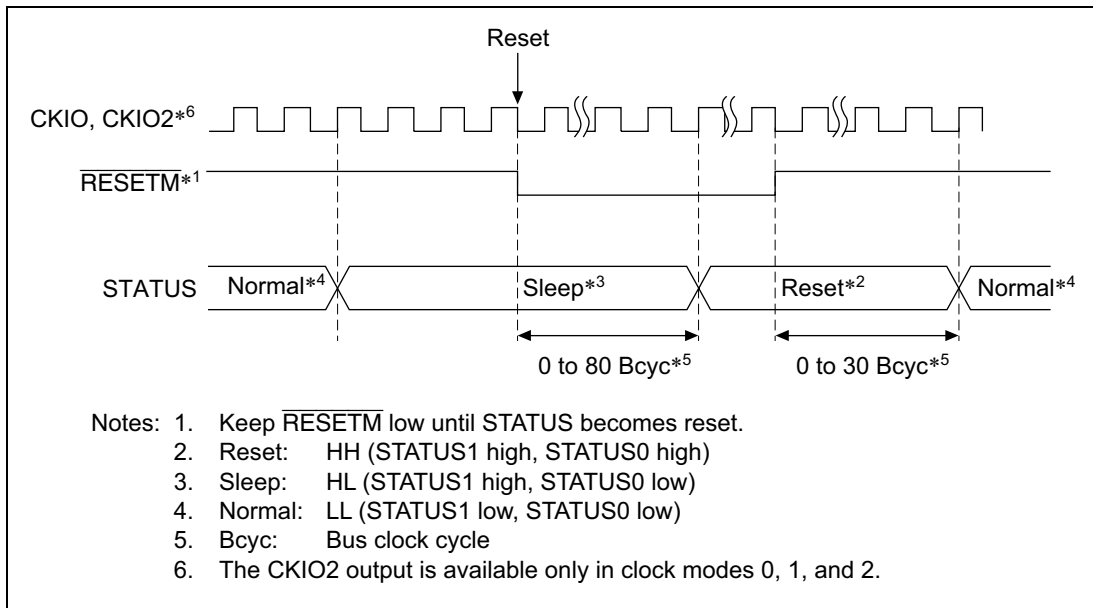 Reset
CKIO, CKIO2*6
RESETM*1
STATUS Normal*4 Sleep*3 Reset*2 Normal*4
0 to 80 Bcyc*5 0 to 30 Bcyc*5
Notes: 1. Keep RESETM low until STATUS becomes reset.
2. Reset: HH (STATUS1 high, STATUS0 high)
3. Sleep: HL (STATUS1 high, STATUS0 low)
4. Normal: LL (STATUS1 low, STATUS0 low)
5. Bcyc: Bus clock cycle
6. The CKIO2 output is available only in clock modes 0, 1, and 2.